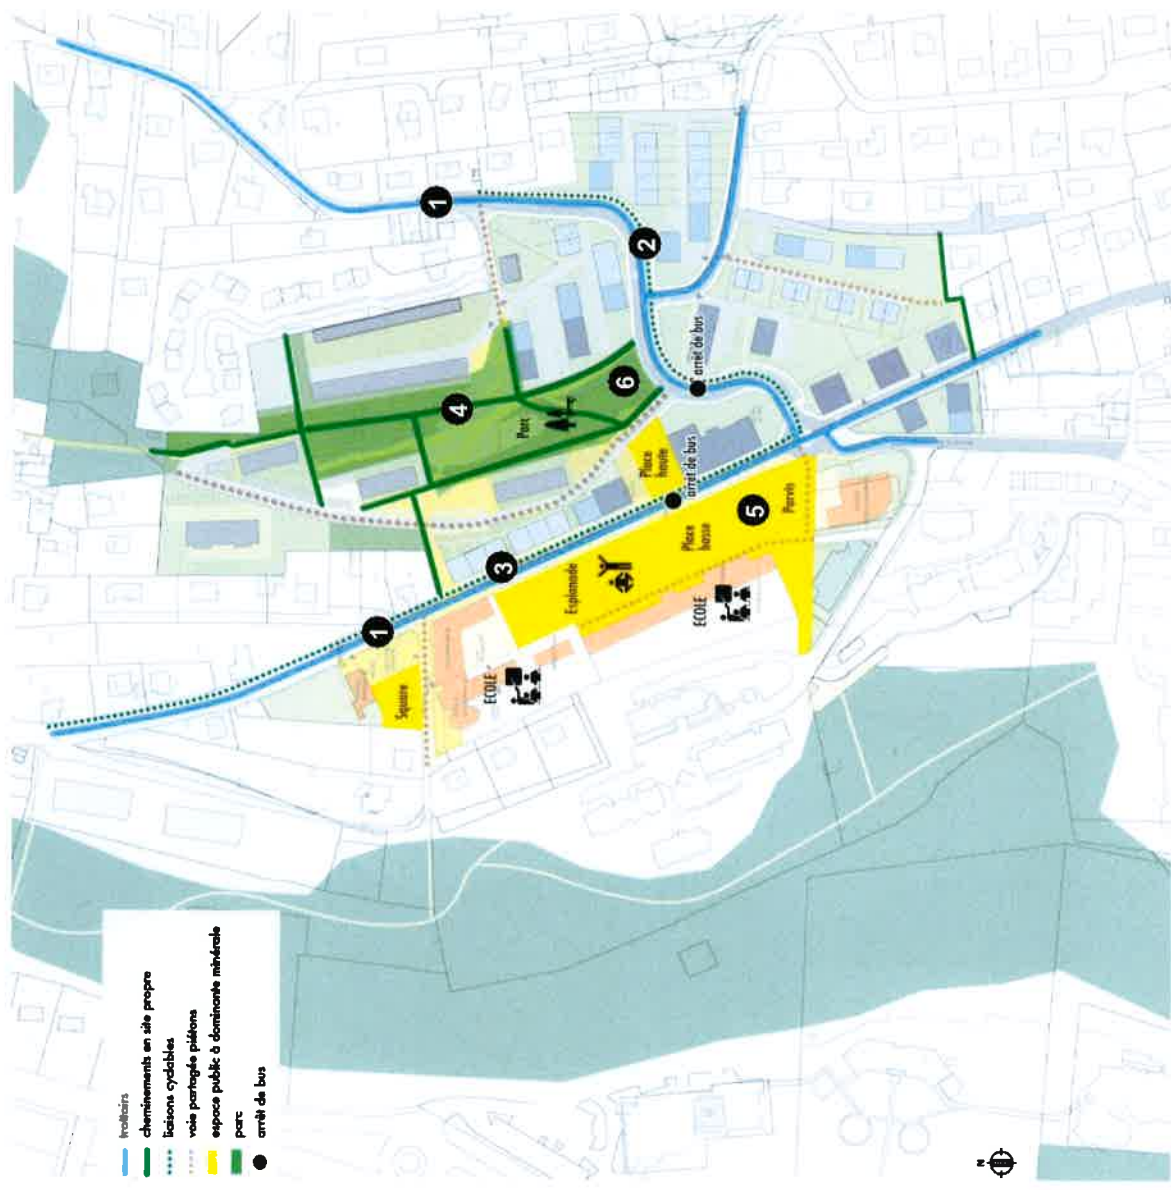 trottoirs
cheminements en site propre
liaisons cyclables
voie partagée piétons
espace public à dominante minérale
parc
arrêt de bus
1
2
arrêt de bus
6
4
Parc
Place haute
arrêt de bus
5
Parvis
Place basse
3
Esplanade
ECOLE
1
ECOLE
Square
N